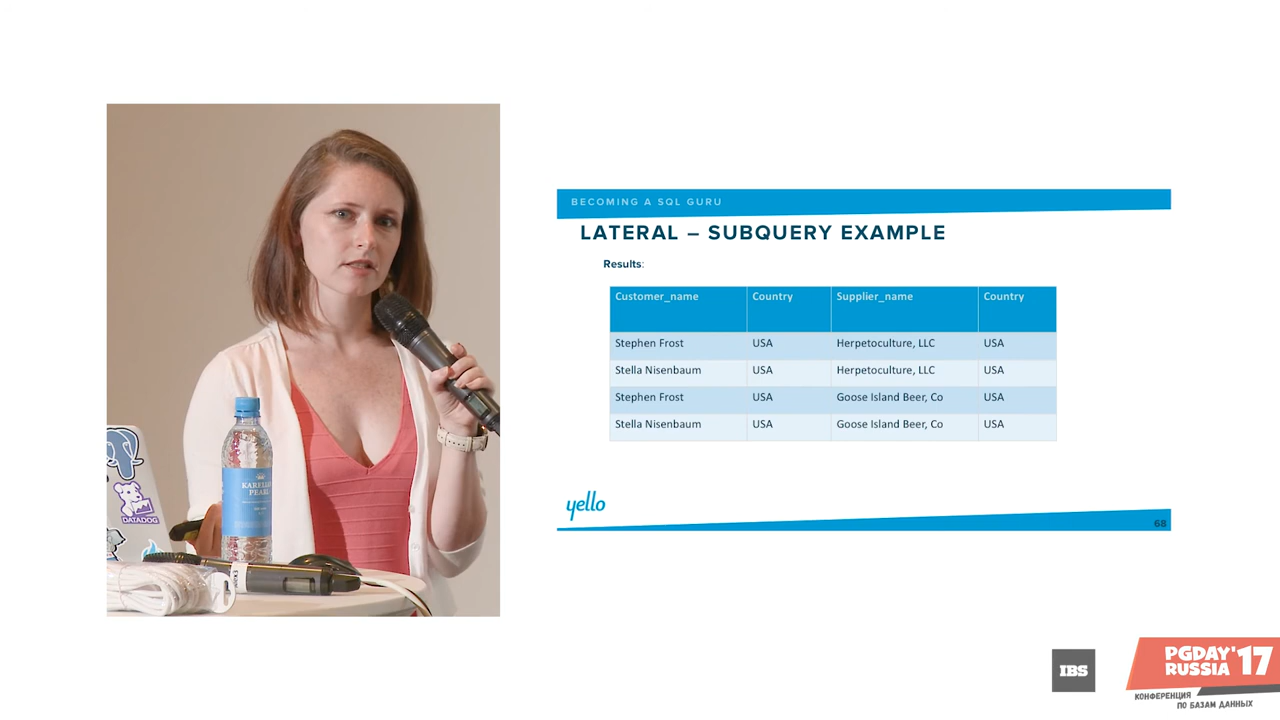 BECOMING A SQL GURU
LATERAL – SUBQUERY EXAMPLE
Results:
Customer_name Country Supplier_name Country
Stephen Frost USA Herpetoculture, LLC USA
Stella Nisenbaum USA Herpetoculture, LLC USA
Stephen Frost USA Goose Island Beer, Co USA
Stella Nisenbaum USA Goose Island Beer, Co USA
yello
68
DATADOG
PEARL
IBS
PGDAY'17
RUSSIA
КОНФЕРЕНЦИЯ
ПО БАЗАМ ДАННЫХ